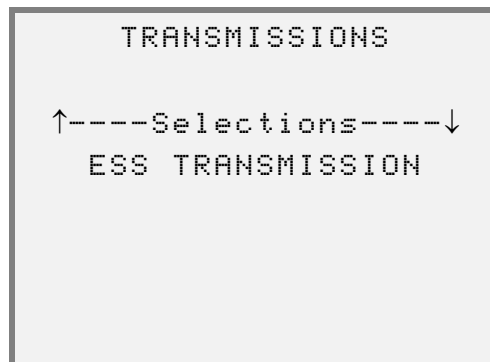 TRANSMISSIONS
↑----Selections----↓
ESS TRANSMISSION